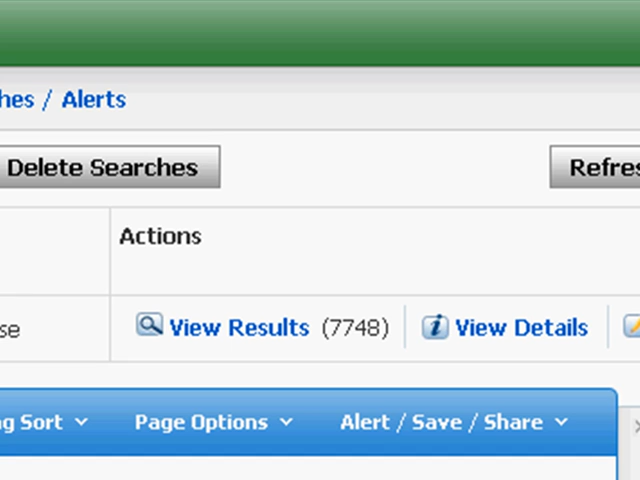 hes / Alerts
Delete Searches Refres
Actions
se View Results (7748) View Details
g Sort Page Options Alert / Save / Share